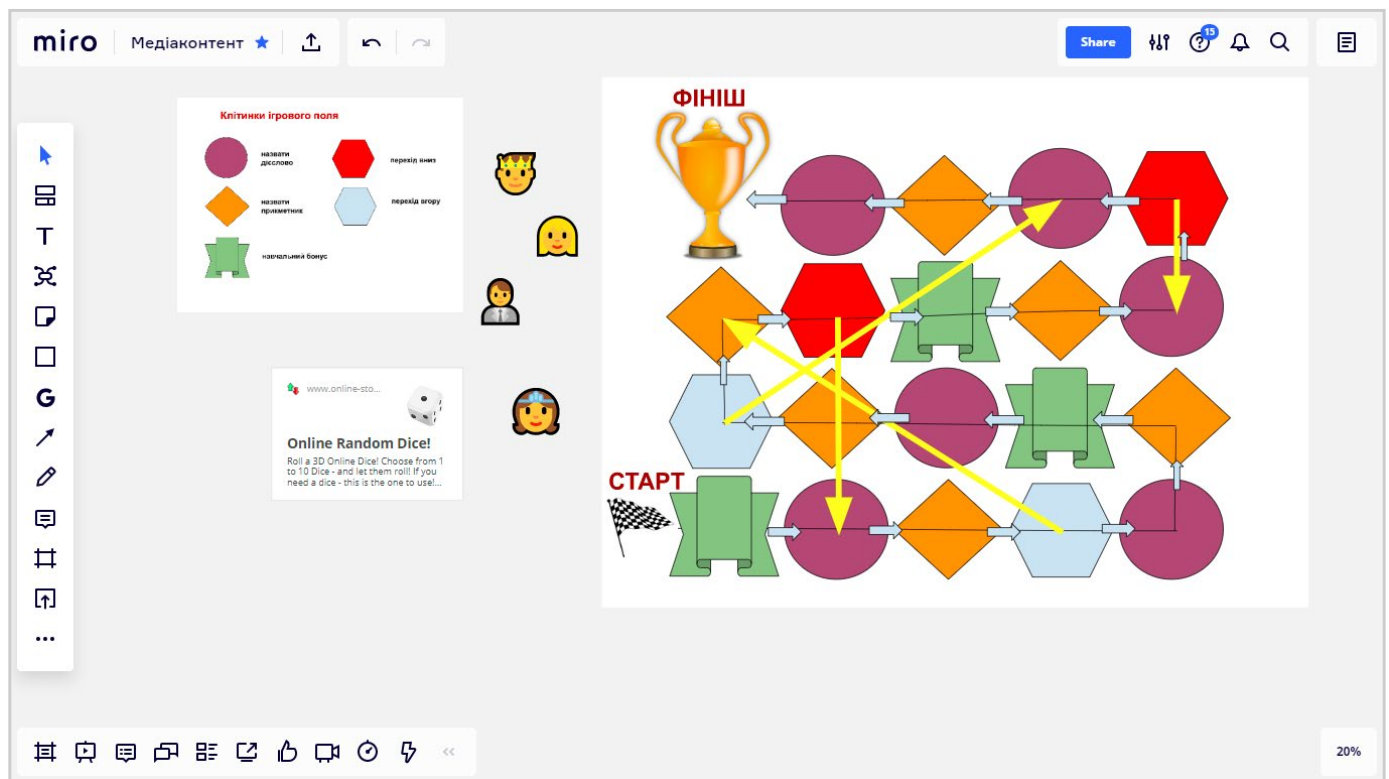 miro
Медіаконтент
Share
15
Клітинки ігрового поля
назвати
дієслово
перехід вниз
назвати
прикметник
перехід вгору
навчальний бонус
ФІНІШ
www.online-sto...
Online Random Dice!
Roll a 3D Online Dice! Choose from 1
to 10 Dice - and let them roll! If you
need a dice - this is the one to use!...
СТАРТ
20%